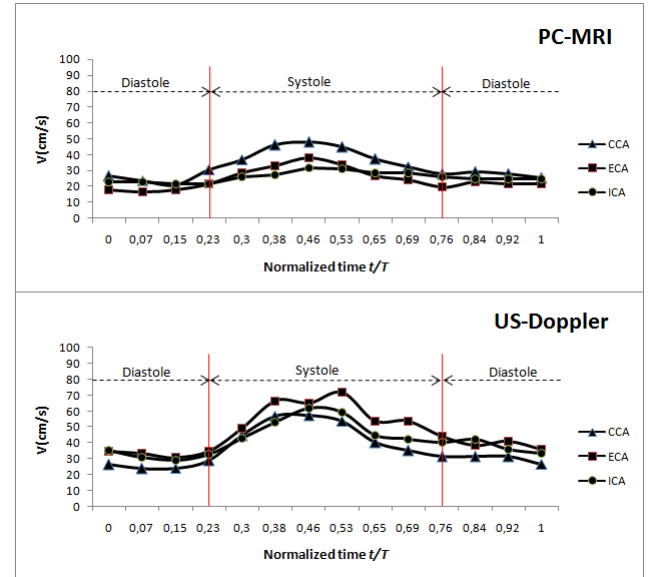 PC-MRI
100
90
80
70
60
50
40
30
20
10
0
V(cm/s)
Diastole
Systole
Diastole
CCA
ECA
ICA
0 0,07 0,15 0,23 0,3 0,38 0,46 0,53 0,65 0,69 0,76 0,84 0,92 1
Normalized time t/T
US-Doppler
100
90
80
70
60
50
40
30
20
10
0
V(cm/s)
Diastole
Systole
Diastole
CCA
ECA
ICA
0 0,07 0,15 0,23 0,3 0,38 0,46 0,53 0,65 0,69 0,76 0,84 0,92 1
Normalized time t/T